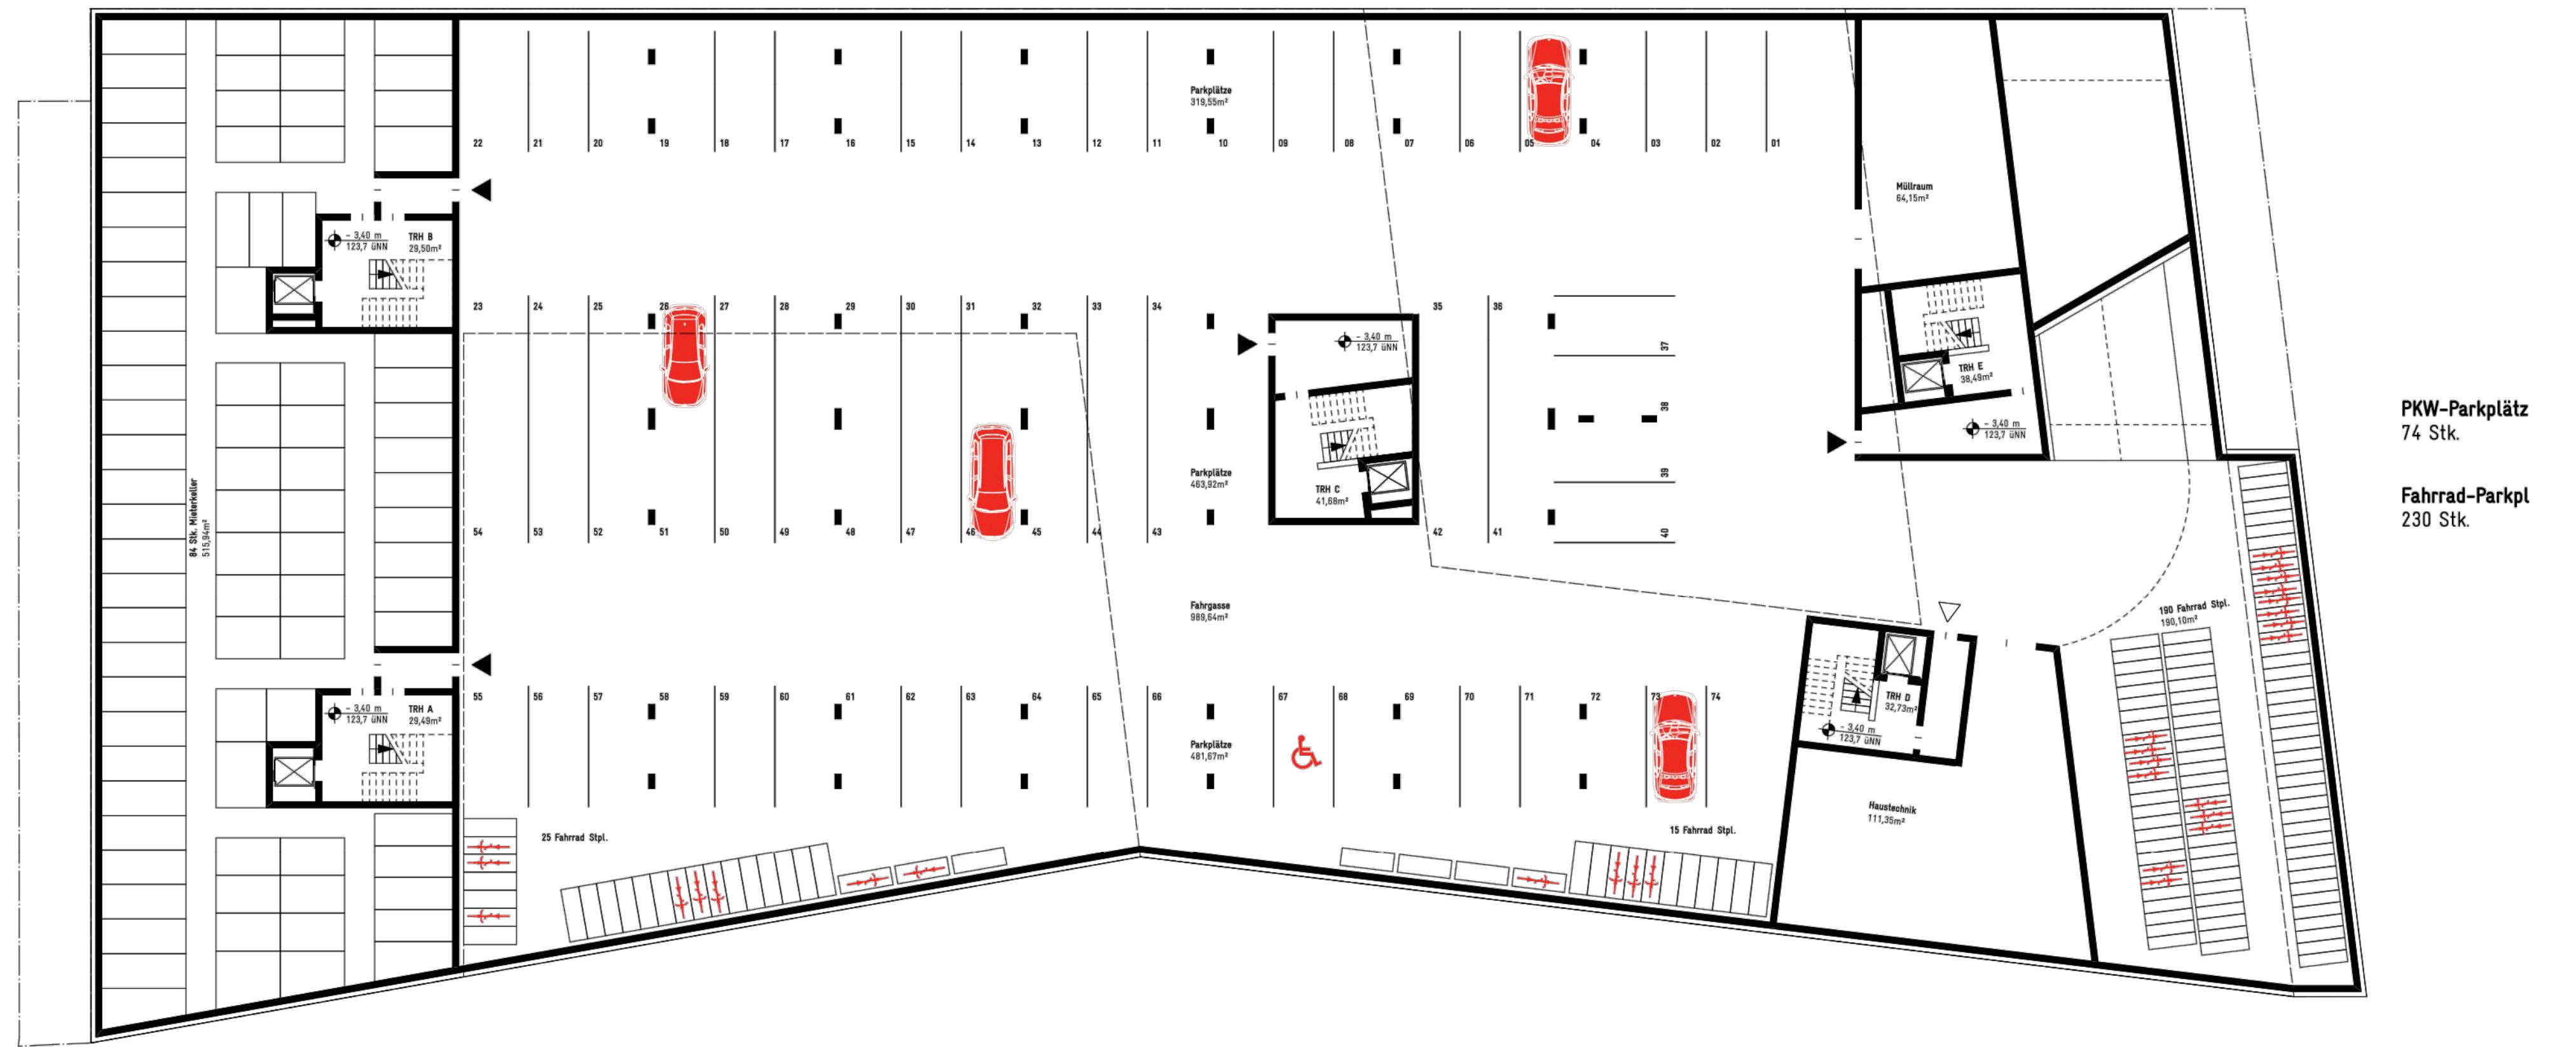 Parkplätze
319,55m²
22 21 20 19 18 17 16 15 14 13 12 11 10 09 08 07 06 05 04 03 02 01
Müllraum
64,15m²
- 3,40 m
123,7 üNN
TRH B
29,50m²
23 24 25 26 27 28 29 30 31 32 33 34 35 36
37
38
39
40
- 3,40 m
123,7 üNN
TRH E
38,49m²
- 3,40 m
123,7 üNN
PKW-Parkplätz
74 Stk.
Fahrrad-Parkpl
230 Stk.
84 Stk. Mieterkeller
515,94m²
Parkplätze
463,92m²
TRH C
41,68m²
54 53 52 51 50 49 48 47 46 45 44 43 42 41
Fahrgasse
989,64m²
190 Fahrrad Stpl.
190,10m²
55 56 57 58 59 60 61 62 63 64 65 66 67 68 69 70 71 72 73 74
- 3,40 m
123,7 üNN
TRH A
29,49m²
TRH D
32,73m²
- 3,40 m
123,7 üNN
Parkplätze
481,67m²
Haustechnik
111,35m²
25 Fahrrad Stpl.
15 Fahrrad Stpl.